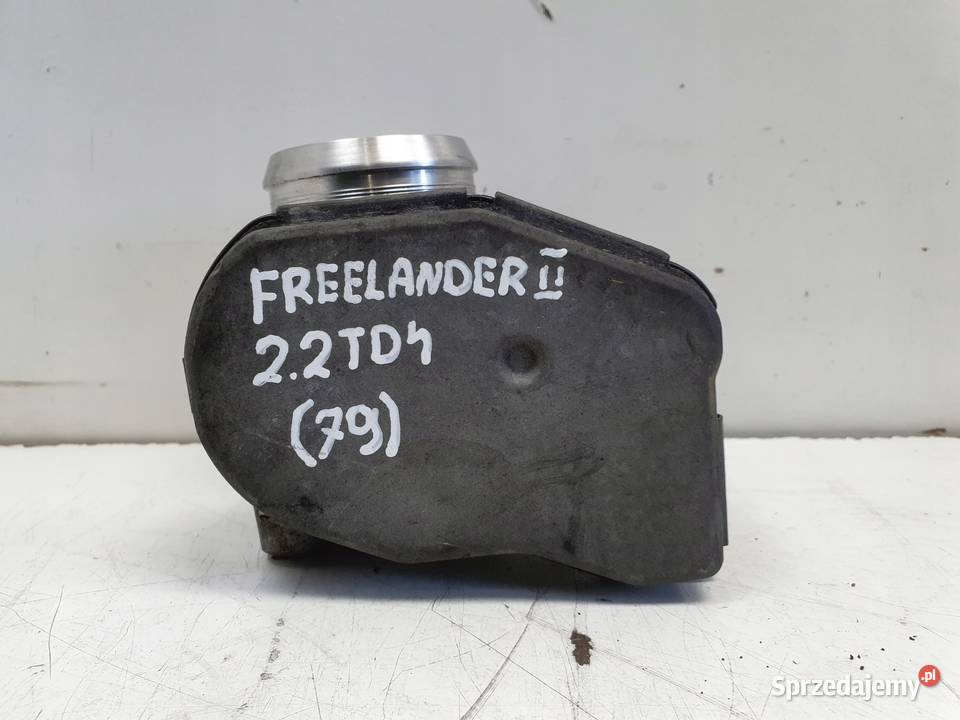 FREELANDER II
2.2TD4
(79)
Sprzedajemy.pl